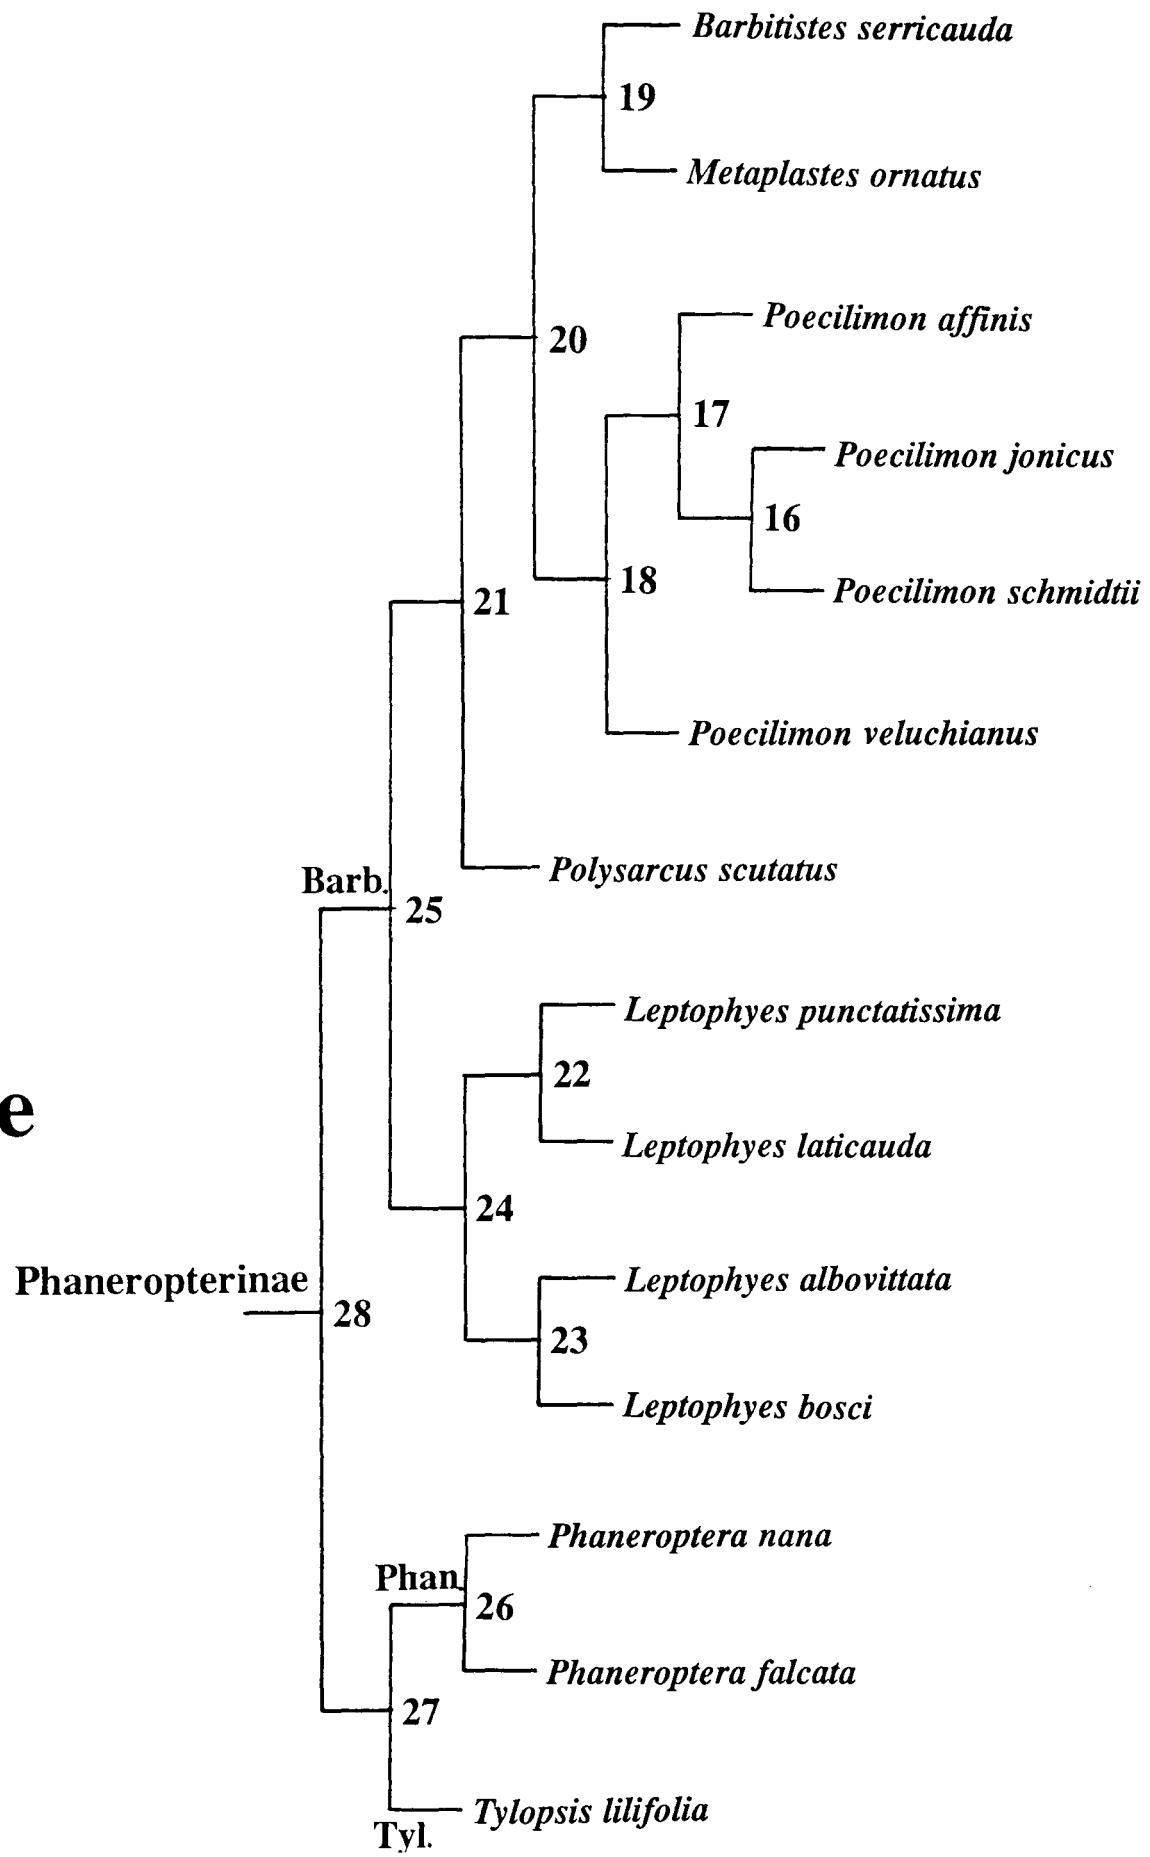 Barbitistes serricauda
19
Metaplastes ornatus
Poecilimon affinis
20
17
Poecilimon jonicus
16
18
Poecilimon schmidtii
21
Poecilimon veluchianus
Polysarcus scutatus
Barb.
25
Leptophyes punctatissima
22
e
Leptophyes laticauda
24
Leptophyes albovittata
Phaneropterinae
28
23
Leptophyes bosci
Phaneroptera nana
Phan.
26
Phaneroptera falcata
27
Tylopsis lilifolia
Tyl.